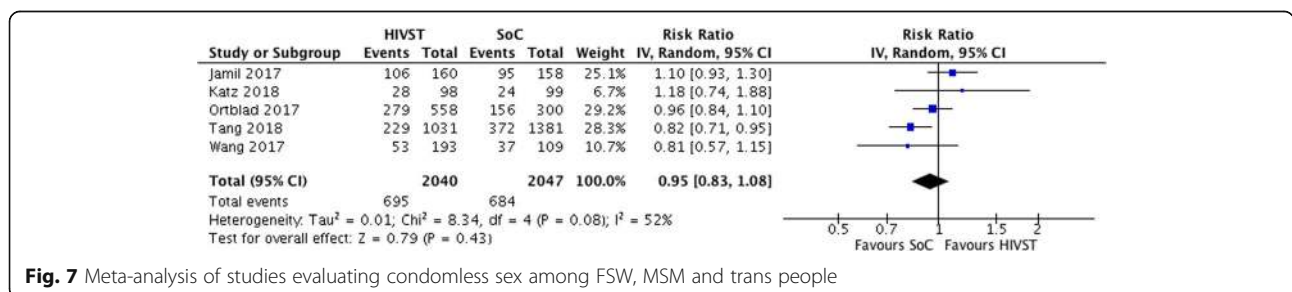 HIVST SoC Risk Ratio Risk Ratio
Study or Subgroup Events Total Events Total Weight IV, Random, 95% CI IV, Random, 95% CI
Jamil 2017 106 160 95 158 25.1% 1.10 [0.93, 1.30]
Katz 2018 28 98 24 99 6.7% 1.18 [0.74, 1.88]
Ortblad 2017 279 558 156 300 29.2% 0.96 [0.84, 1.10]
Tang 2018 229 1031 372 1381 28.3% 0.82 [0.71, 0.95]
Wang 2017 53 193 37 109 10.7% 0.81 [0.57, 1.15]
Total (95% CI) 2040 2047 100.0% 0.95 [0.83, 1.08]
Total events 695 684
Heterogeneity: Tau² = 0.01; Chi² = 8.34, df = 4 (P = 0.08); I² = 52%
Test for overall effect: Z = 0.79 (P = 0.43)
0.5 0.7 1 1.5 2
Favours SoC Favours HIVST
Fig. 7 Meta-analysis of studies evaluating condomless sex among FSW, MSM and trans people